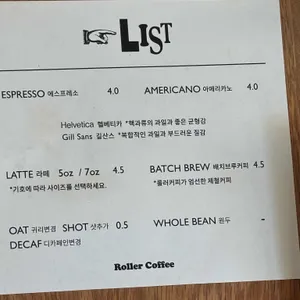 ☞ LIST
ESPRESSO 에스프레소 4.0 AMERICANO 아메리카노 4.0
Helvetica 헬베티카 *핵과류의 과일과 좋은 균형감
Gill Sans 길산스 *복합적인 과일과 부드러운 질감
LATTE 라떼 5oz / 7oz 4.5 BATCH BREW 배치브루커피 4.5
*기호에 따라 사이즈를 선택하세요. *롤러커피가 엄선한 제철커피
OAT 귀리변경 SHOT 샷추가 0.5 WHOLE BEAN 원두 -
DECAF 디카페인변경
Roller Coffee